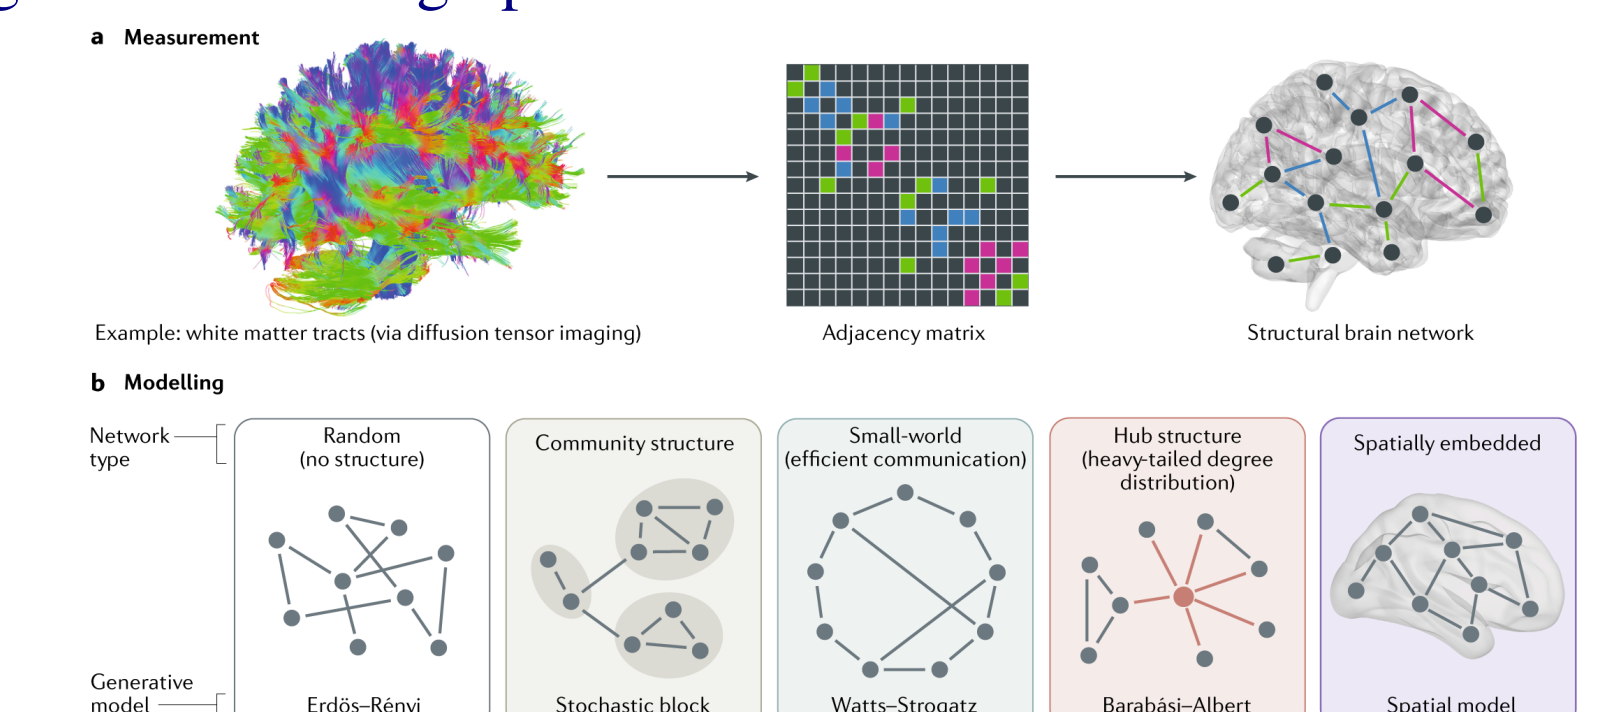 a Measurement
Example: white matter tracts (via diffusion tensor imaging)
Adjacency matrix
Structural brain network
b Modelling
Network
type
Random
(no structure)
Community structure
Small-world
(efficient communication)
Hub structure
(heavy-tailed degree
distribution)
Spatially embedded
Generative
model
Erdös–Rényi
Stochastic block
Watts–Strogatz
Barabási–Albert
Spatial model